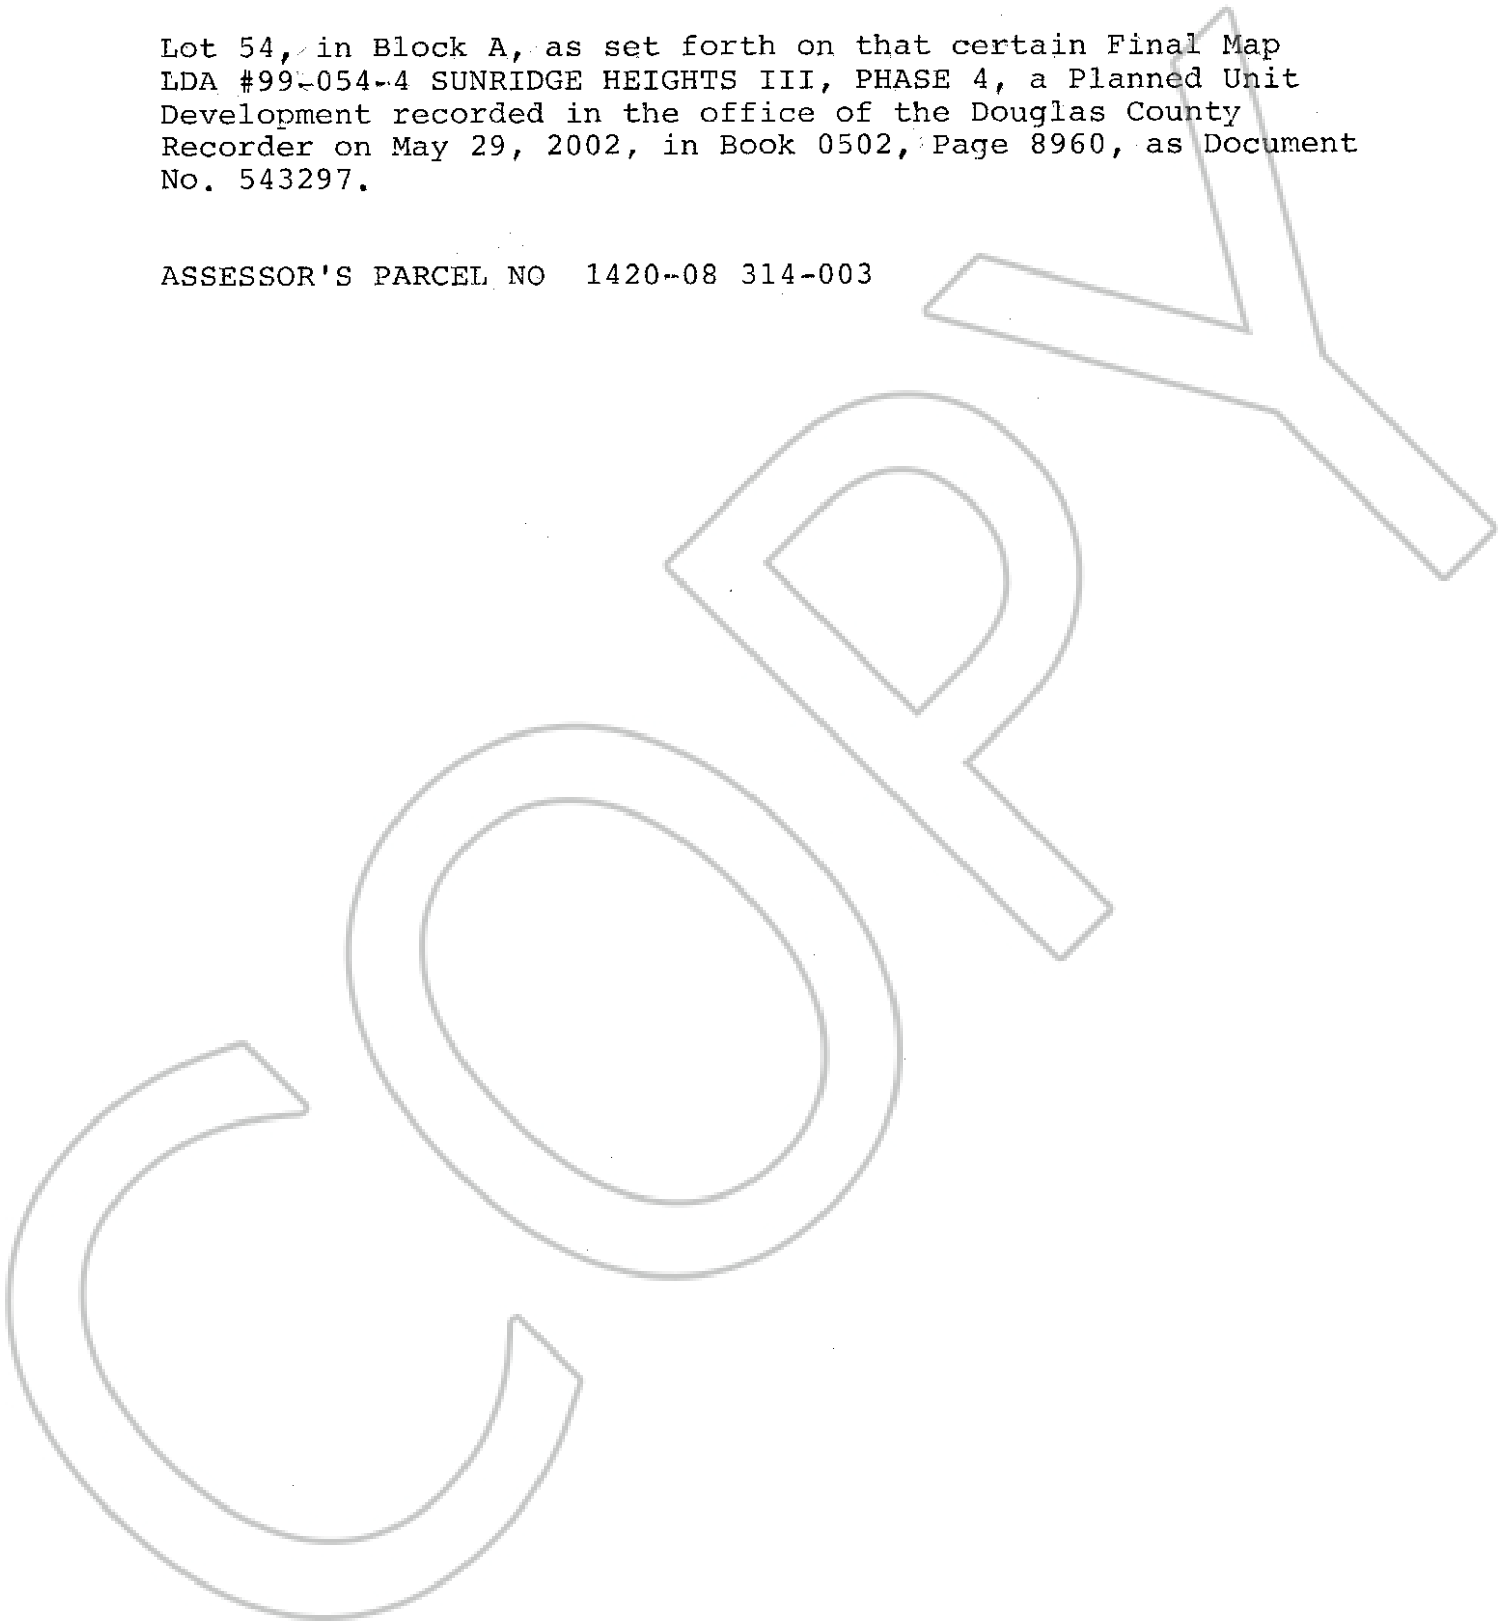 Lot 54, in Block A, as set forth on that certain Final Map
LDA #99-054-4 SUNRIDGE HEIGHTS III, PHASE 4, a Planned Unit
Development recorded in the office of the Douglas County
Recorder on May 29, 2002, in Book 0502, Page 8960, as Document
No. 543297.
ASSESSOR'S PARCEL NO 1420-08 314-003
COPY